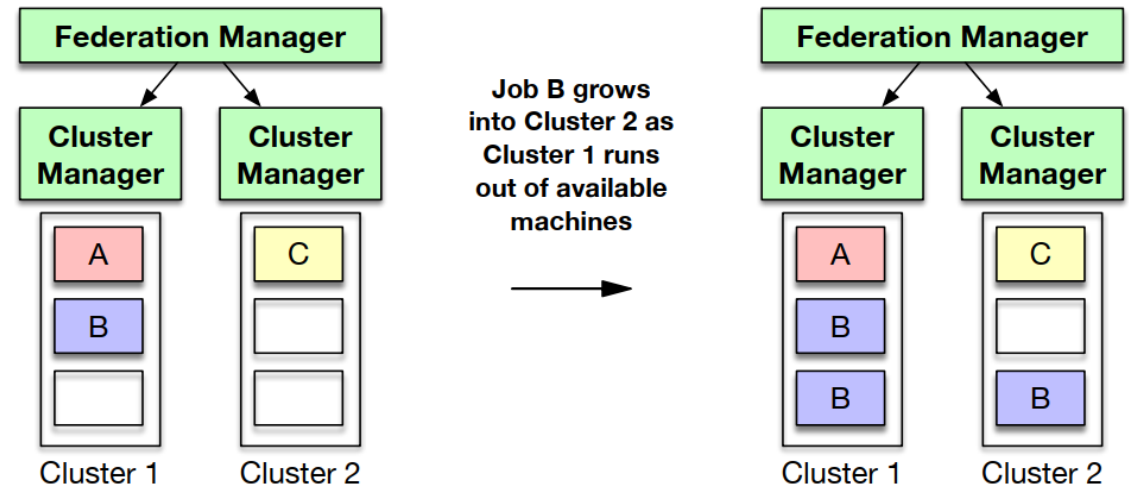 Federation Manager
Cluster
Manager
Cluster
Manager
A
B
C
Cluster 1
Cluster 2
Job B grows
into Cluster 2 as
Cluster 1 runs
out of available
machines
Federation Manager
Cluster
Manager
Cluster
Manager
A
B
B
C
B
Cluster 1
Cluster 2